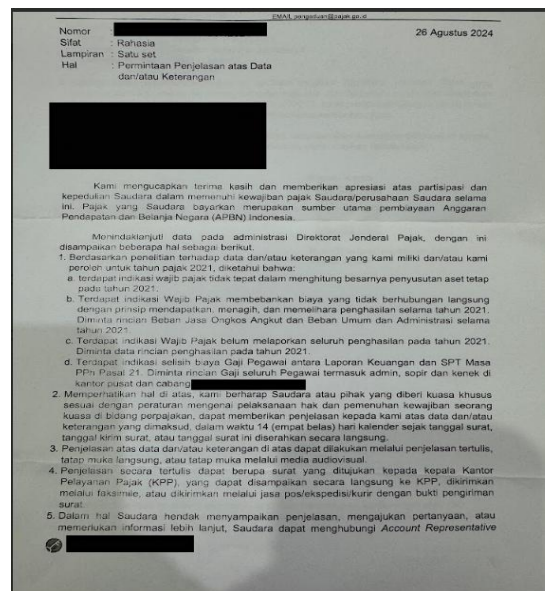 EMAIL pengaduan@pajak.go.id
Nomor :
26 Agustus 2024
Sifat : Rahasia
Lampiran : Satu set
Hal : Permintaan Penjelasan atas Data
dan/atau Keterangan
Kami mengucapkan terima kasih dan memberikan apresiasi atas partisipasi dan
kepedulian Saudara dalam memenuhi kewajiban pajak Saudara/perusahaan Saudara selama
ini. Pajak yang Saudara bayarkan merupakan sumber utama pembiayaan Anggaran
Pendapatan dan Belanja Negara (APBN) Indonesia.
Menindaklanjuti data pada administrasi Direktorat Jenderal Pajak, dengan ini
disampaikan beberapa hal sebagai berikut.
1. Berdasarkan penelitian terhadap data dan/atau keterangan yang kami miliki dan/atau kami
peroleh untuk tahun pajak 2021, diketahui bahwa:
a. terdapat indikasi wajib pajak tidak tepat dalam menghitung besarnya penyusutan aset tetap
pada tahun 2021.
b. Terdapat indikasi Wajib Pajak membebankan biaya yang tidak berhubungan langsung
dengan prinsip mendapatkan, menagih, dan memelihara penghasilan selama tahun 2021.
Diminta rincian Beban Jasa Ongkos Angkut dan Beban Umum dan Administrasi selama
tahun 2021.
c. Terdapat indikasi Wajib Pajak belum melaporkan seluruh penghasilan pada tahun 2021.
Diminta data rincian penghasilan pada tahun 2021.
d. Terdapat indikasi selisih biaya Gaji Pegawai antara Laporan Keuangan dan SPT Masa
PPh Pasal 21. Diminta rincian Gaji seluruh Pegawai termasuk admin, sopir dan kenek di
kantor pusat dan cabang
2. Memperhatikan hal di atas, kami berharap Saudara atau pihak yang diberi kuasa khusus
sesuai dengan peraturan mengenai pelaksanaan hak dan pemenuhan kewajiban seorang
kuasa di bidang perpajakan, dapat memberikan penjelasan kepada kami atas data dan/atau
keterangan yang dimaksud, dalam waktu 14 (empat belas) hari kalender sejak tanggal surat,
tanggal kirim surat, atau tanggal surat ini diserahkan secara langsung.
3. Penjelasan atas data dan/atau keterangan di atas dapat dilakukan melalui penjelasan tertulis,
tatap muka langsung, atau tatap muka melalui media audiovisual.
4. Penjelasan secara tertulis dapat berupa surat yang ditujukan kepada kepala Kantor
Pelayanan Pajak (KPP), yang dapat disampaikan secara langsung ke KPP, dikirimkan
melalui faksimile, atau dikirimkan melalui jasa pos/ekspedisi/kurir dengan bukti pengiriman
surat.
5. Dalam hal Saudara hendak menyampaikan penjelasan, mengajukan pertanyaan, atau
memerlukan informasi lebih lanjut, Saudara dapat menghubungi Account Representative